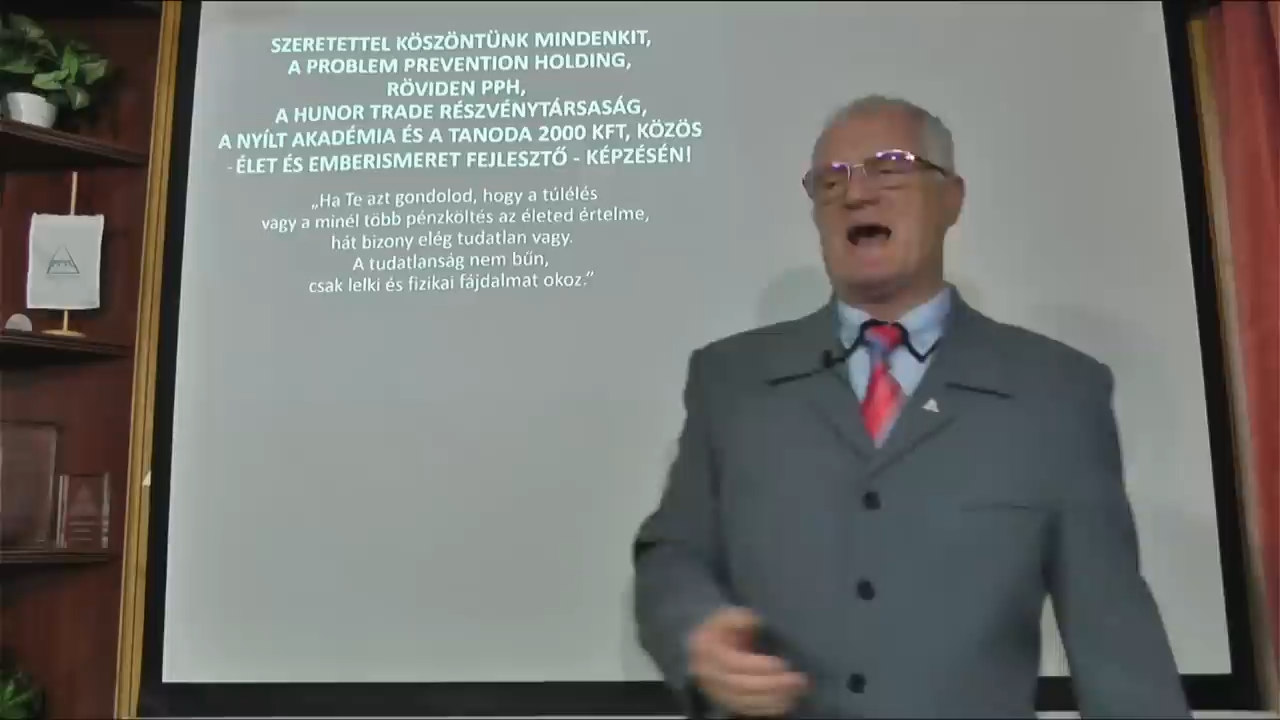 SZERETETTEL KÖSZÖNTÜNK MINDENKIT,
A PROBLEM PREVENTION HOLDING,
RÖVIDEN PPH,
A HUNOR TRADE RÉSZVÉNYTÁRSASÁG,
A NYÍLT AKADÉMIA ÉS A TANODA 2000 KFT, KÖZÖS
- ÉLET ÉS EMBERISMERET FEJLESZTŐ - KÉPZÉSÉN!
„Ha Te azt gondolod, hogy a túlélés
vagy a minél több pénzköltés az életed értelme,
hát bizony elég tudatlan vagy.
A tudatlanság nem bűn,
csak lelki és fizikai fájdalmat okoz.”